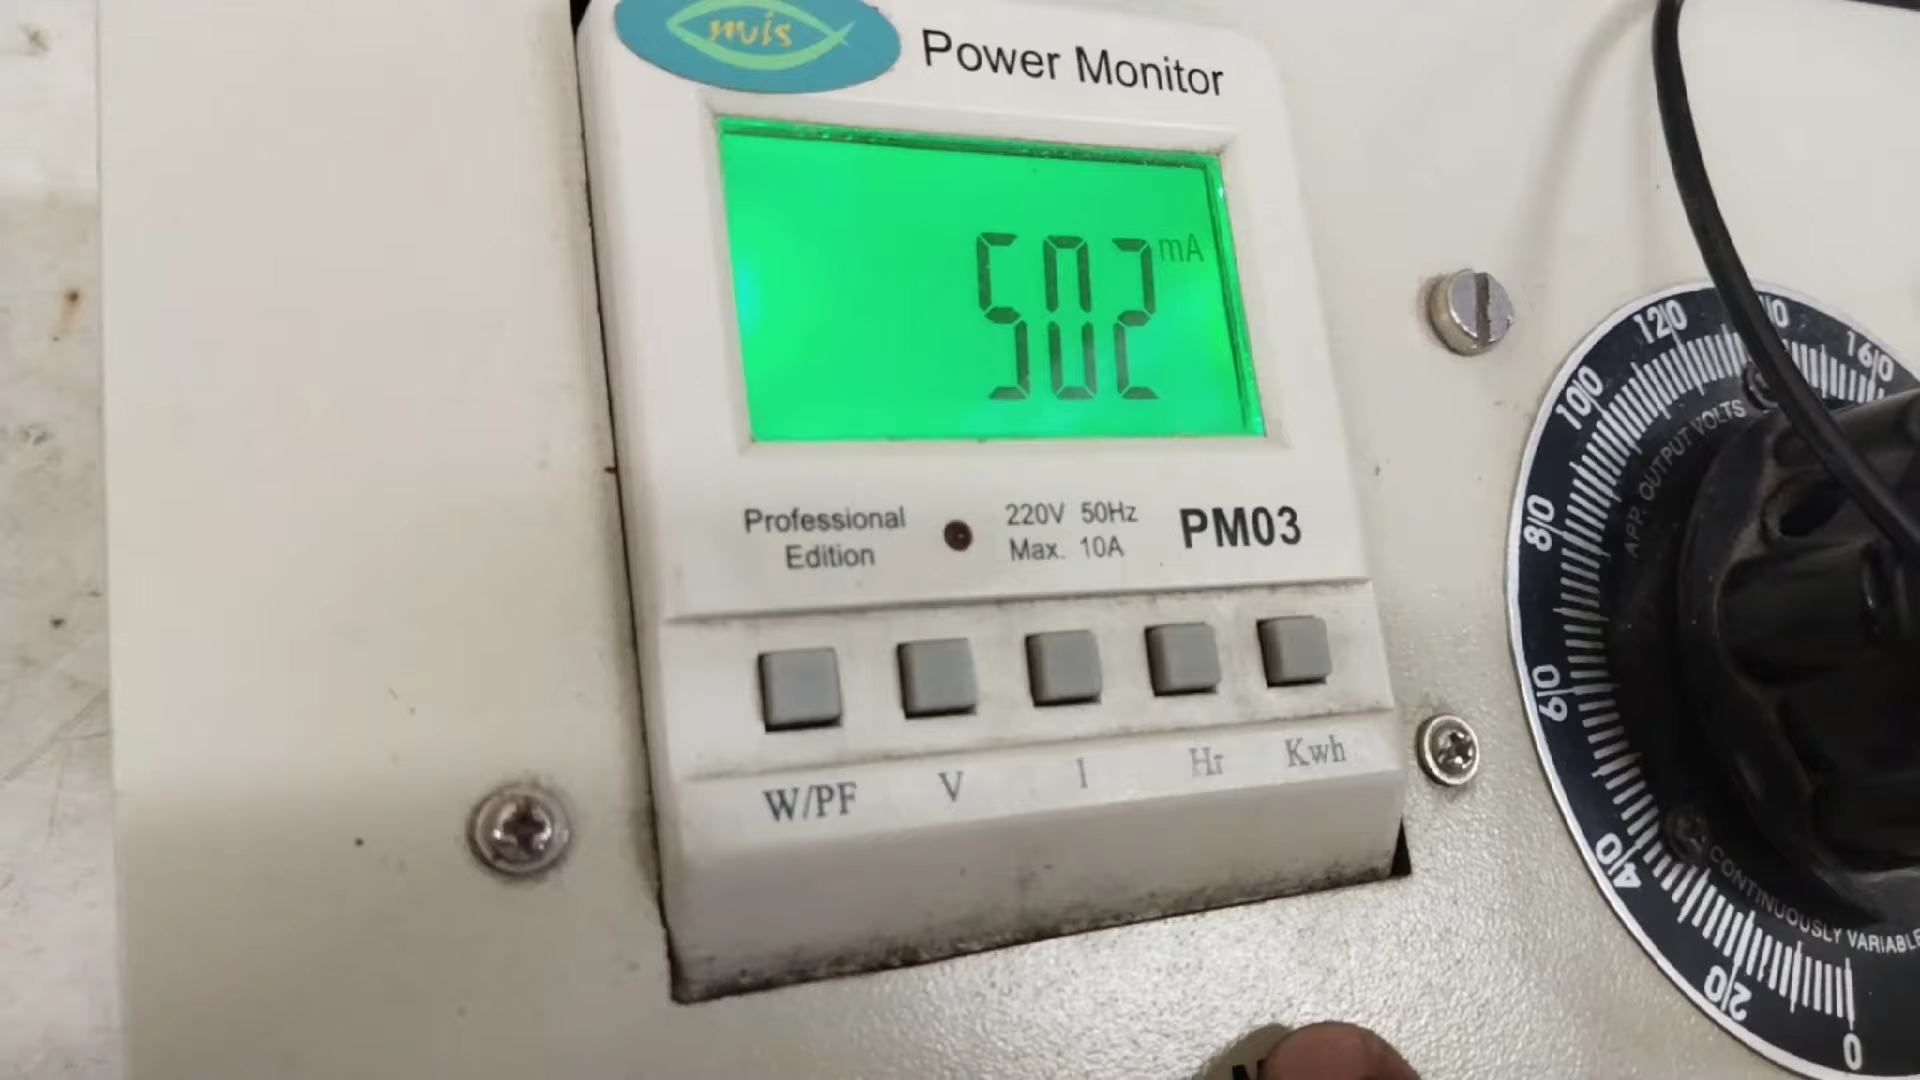 nvis
Power Monitor
502 mA
Professional
Edition
220V 50Hz
Max. 10A
PM03
W/PF V I Hr Kwh
APP. OUTPUT VOLTS
CONTINUOUSLY VARIABLE
0
20
40
60
80
100
120
160